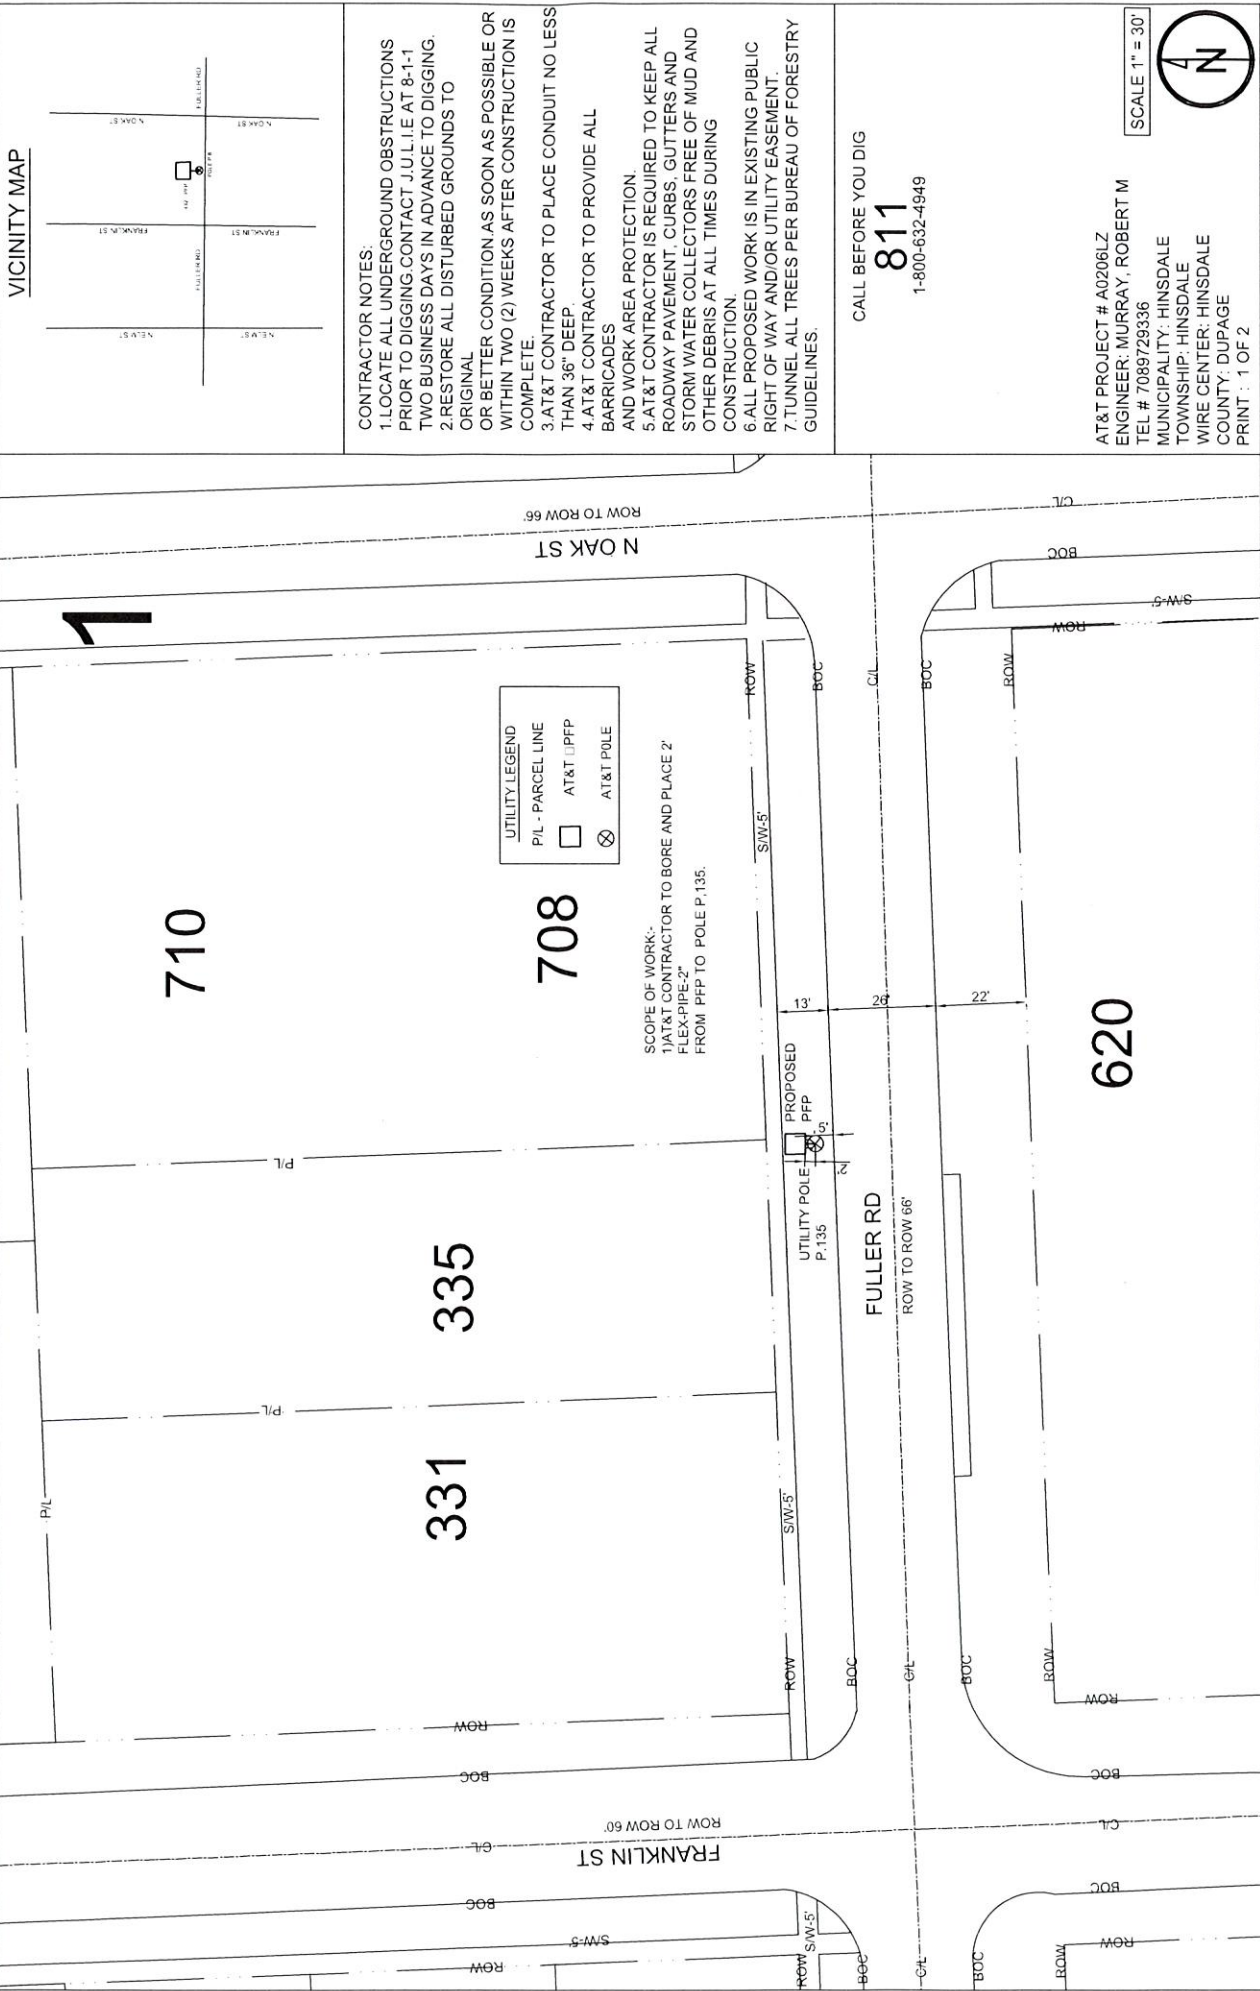 VICINITY MAP
N OAK ST
N OAK ST
FULLER RD
FULLER RD
FRANKLIN ST
FRANKLIN ST
N ELM ST
S ELM ST
CONTRACTOR NOTES:
1.LOCATE ALL UNDERGROUND OBSTRUCTIONS
PRIOR TO DIGGING.CONTACT J.U.L.I.E AT 8-1-1
TWO BUSINESS DAYS IN ADVANCE TO DIGGING.
2.RESTORE ALL DISTURBED GROUNDS TO
ORIGINAL
OR BETTER CONDITION.AS SOON AS POSSIBLE OR
WITHIN TWO (2) WEEKS AFTER CONSTRUCTION IS
COMPLETE.
3.AT&T CONTRACTOR TO PLACE CONDUIT NO LESS
THAN 36" DEEP.
4.AT&T CONTRACTOR TO PROVIDE ALL
BARRICADES
AND WORK AREA PROTECTION.
5.AT&T CONTRACTOR IS REQUIRED TO KEEP ALL
ROADWAY PAVEMENT, CURBS, GUTTERS AND
STORM WATER COLLECTORS FREE OF MUD AND
OTHER DEBRIS AT ALL TIMES DURING
CONSTRUCTION.
6.ALL PROPOSED WORK IS IN EXISTING PUBLIC
RIGHT OF WAY AND/OR UTILITY EASEMENT.
7.TUNNEL ALL TREES PER BUREAU OF FORESTRY
GUIDELINES.
CALL BEFORE YOU DIG
811
1-800-632-4949
SCALE 1" = 30'
N
AT&T PROJECT # A0206LZ
ENGINEER: MURRAY, ROBERT M
TEL # 7089729336
MUNICIPALITY: HINSDALE
TOWNSHIP: HINSDALE
WIRE CENTER: HINSDALE
COUNTY: DUPAGE
PRINT : 1 OF 2
1
N OAK ST
ROW TO ROW 66'
C/L
BOC
S/W-5'
ROW
ROW
BOC
C/L
BOC
ROW
UTILITY LEGEND
P/L - PARCEL LINE
AT&T PFP
AT&T POLE
710
708
SCOPE OF WORK:-
1)AT&T CONTRACTOR TO BORE AND PLACE 2'
FLEX-PIPE-2"
FROM PFP TO POLE P,135.
S/W-5'
13'
26'
22'
620
PROPOSED
PFP
5'
2'
UTILITY POLE
P.135
FULLER RD
ROW TO ROW 66'
P/L
335
P/L
331
P/L
S/W-5'
ROW
BOC
C/L
BOC
ROW
ROW
BOC
C/L
BOC
ROW
ROW
BOC
FRANKLIN ST
ROW TO ROW 60'
C/L
BOC
S/W-5
ROW
S/W-5'
ROW
BOC
C/L
BOC
ROW